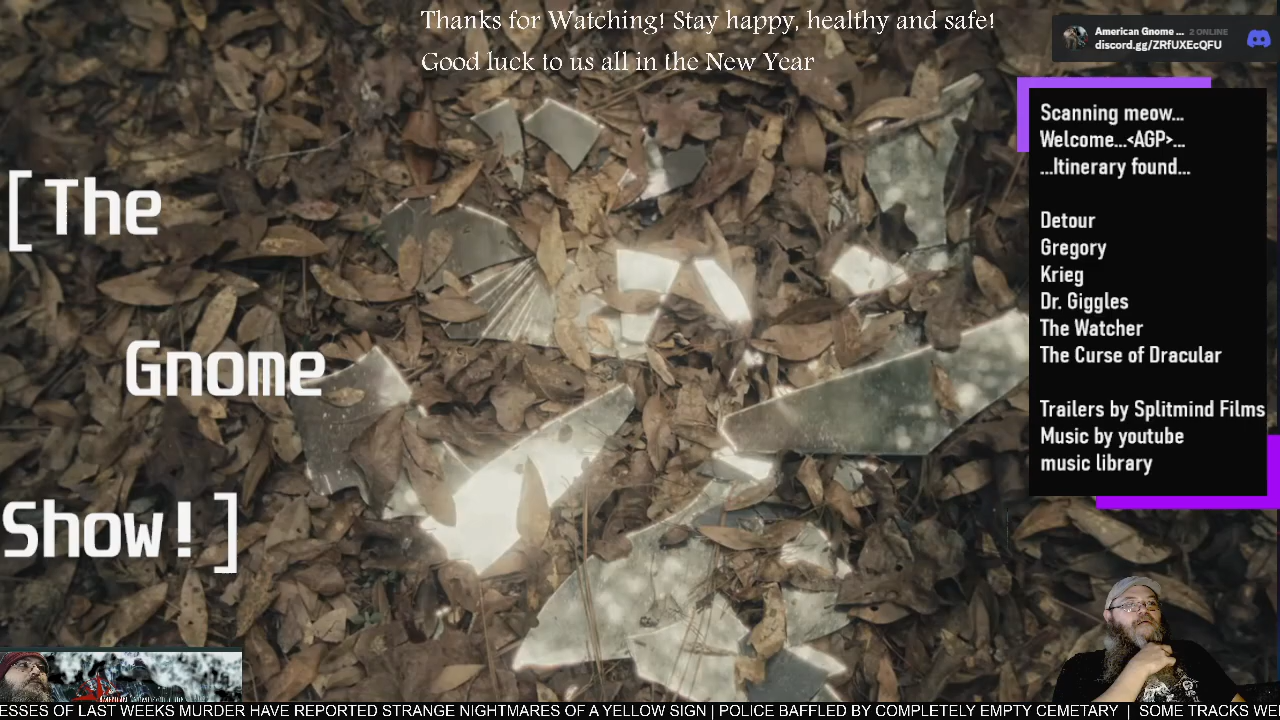 Thanks for Watching! Stay happy, healthy and safe!
Good luck to us all in the New Year
American Gnome ... 2 ONLINE
discord.gg/ZRfUXEcQFU
[The
Gnome
Show!]
Scanning meow...
Welcome...<AGP>...
...Itinerary found...
Detour
Gregory
Krieg
Dr. Giggles
The Watcher
The Curse of Dracular
Trailers by Splitmind Films
Music by youtube
music library
ESSES OF LAST WEEKS MURDER HAVE REPORTED STRANGE NIGHTMARES OF A YELLOW SIGN | POLICE BAFFLED BY COMPLETELY EMPTY CEMETARY | SOME TRACKS WE